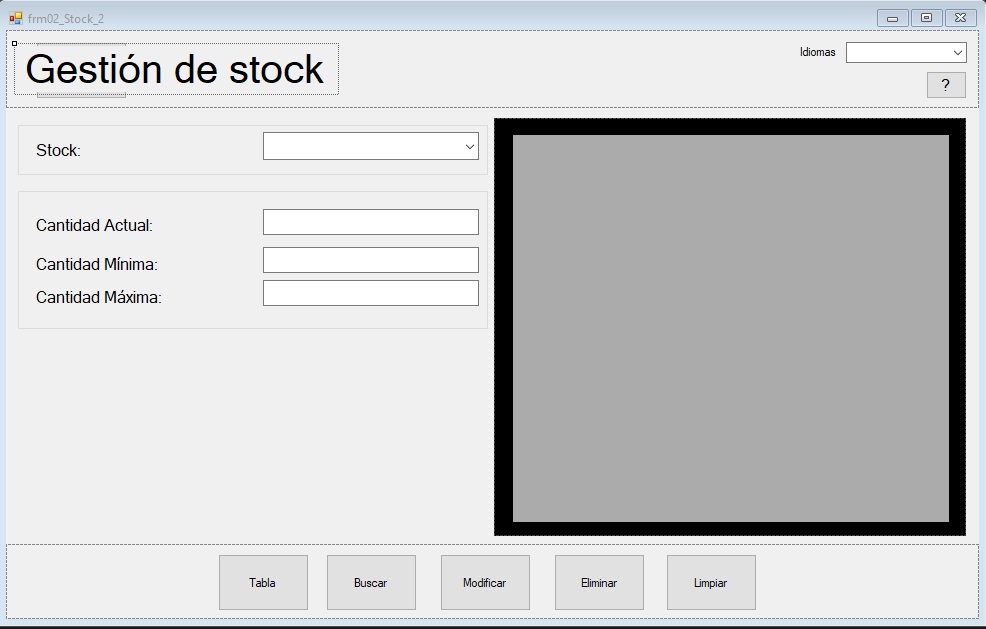 frm02_Stock_2
Gestión de stock
Idiomas
?
Stock:
Cantidad Actual:
Cantidad Mínima:
Cantidad Máxima:
Tabla
Buscar
Modificar
Eliminar
Limpiar